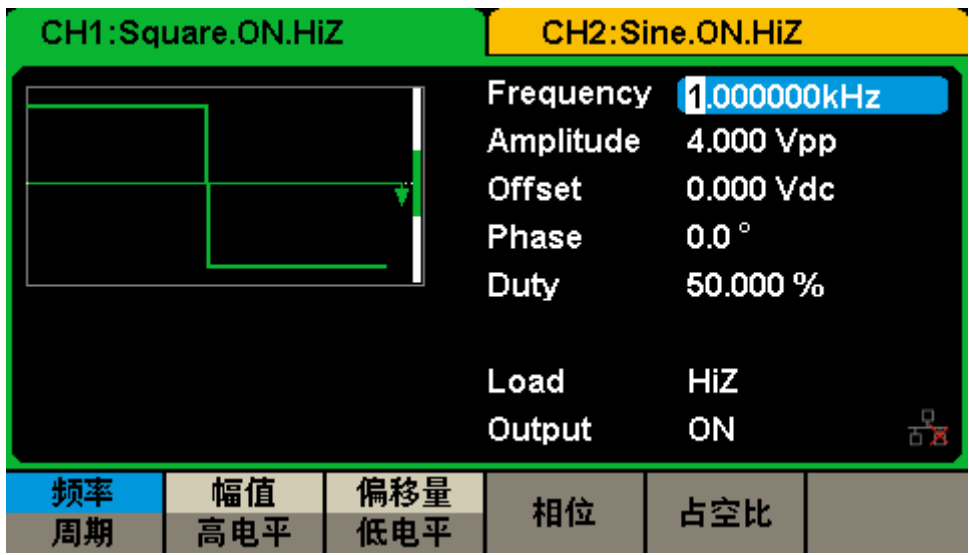 CH1:Square.ON.HiZ CH2:Sine.ON.HiZ
Frequency 1.000000kHz
Amplitude 4.000 Vpp
Offset 0.000 Vdc
Phase 0.0 °
Duty 50.000 %
Load HiZ
Output ON
频率 幅值 偏移量 相位 占空比
周期 高电平 低电平